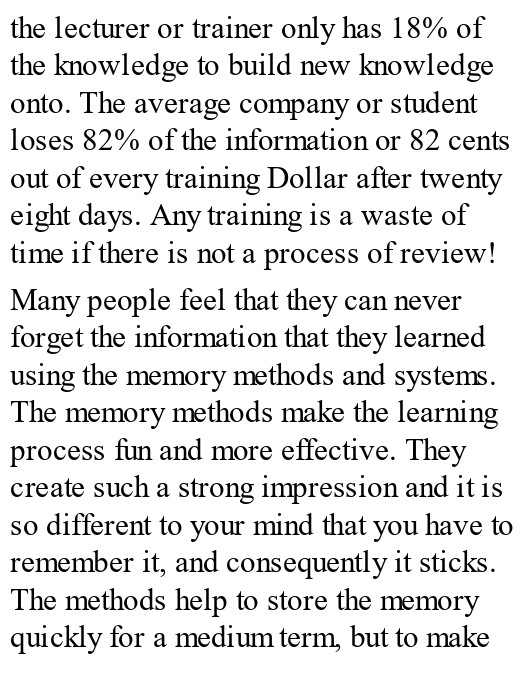 the lecturer or trainer only has 18% of
the knowledge to build new knowledge
onto. The average company or student
loses 82% of the information or 82 cents
out of every training Dollar after twenty
eight days. Any training is a waste of
time if there is not a process of review!
Many people feel that they can never
forget the information that they learned
using the memory methods and systems.
The memory methods make the learning
process fun and more effective. They
create such a strong impression and it is
so different to your mind that you have to
remember it, and consequently it sticks.
The methods help to store the memory
quickly for a medium term, but to make